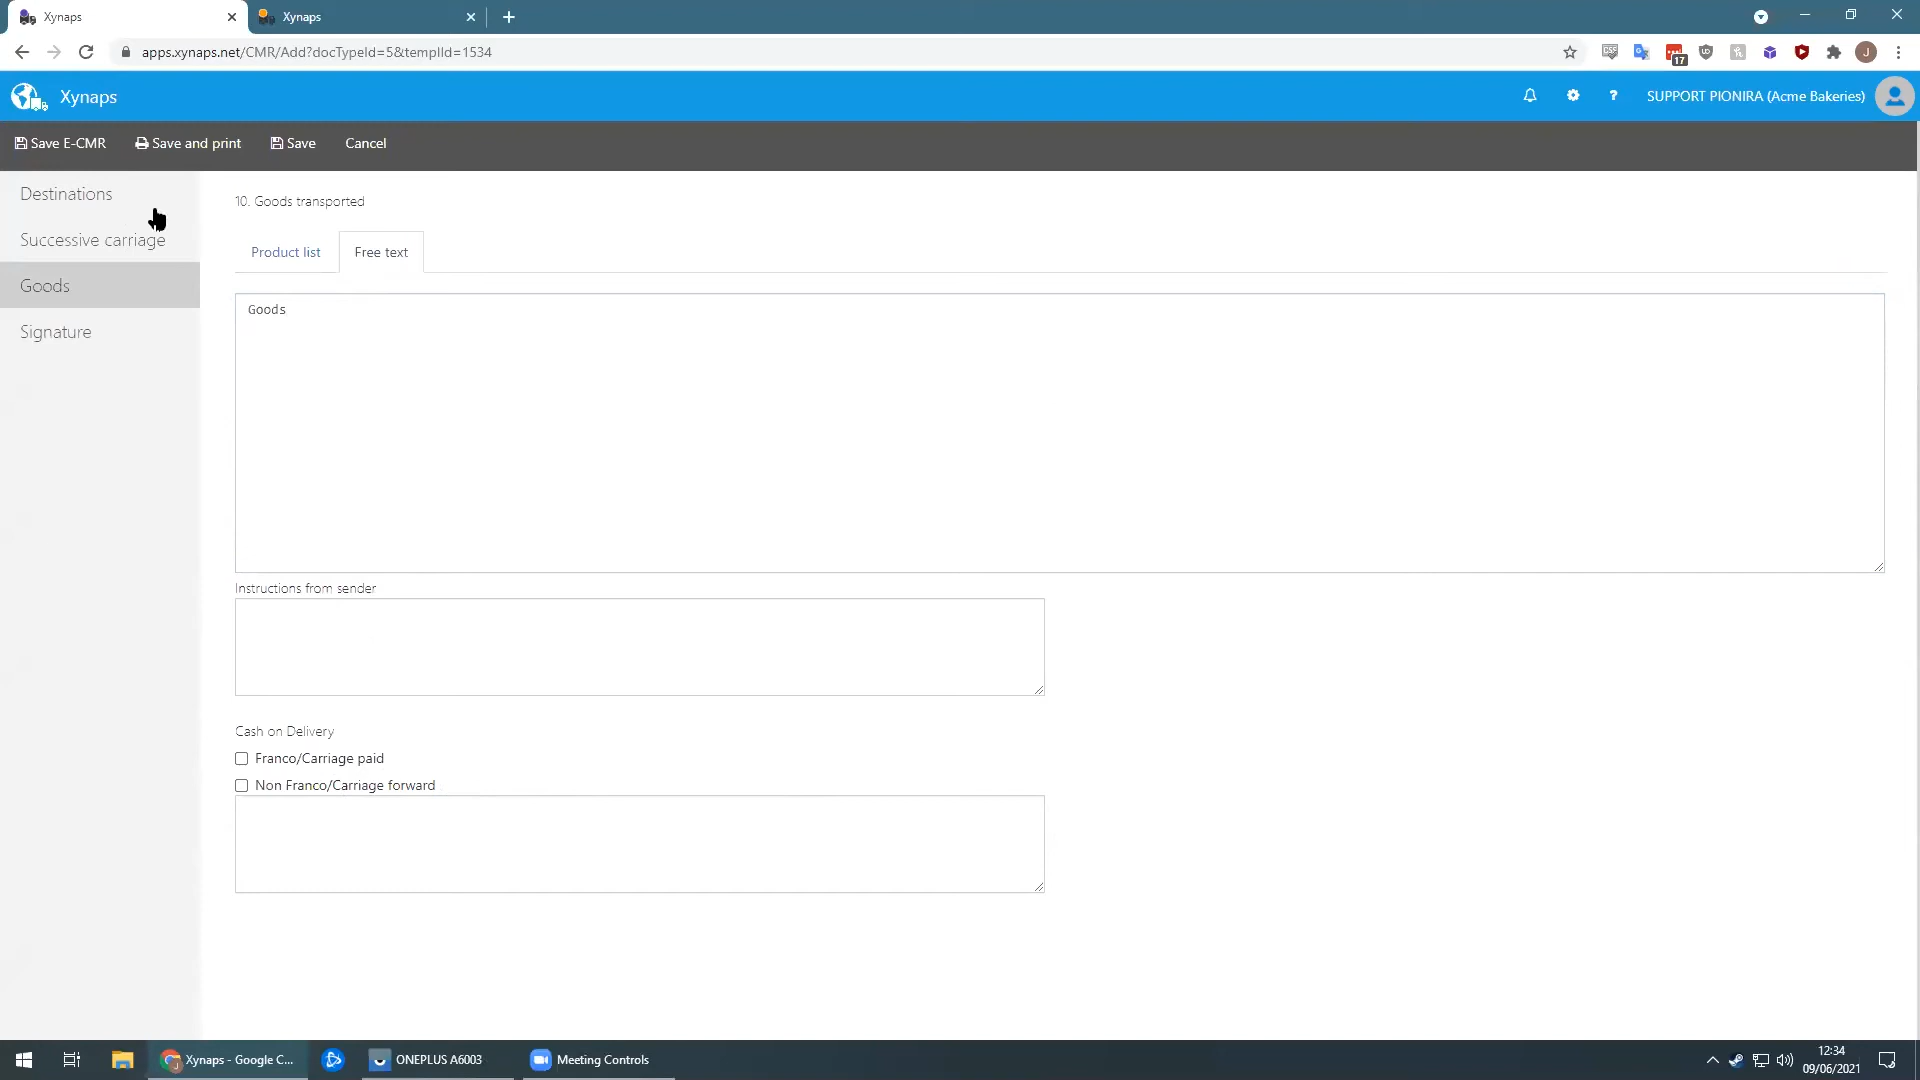 Xynaps
Xynaps
apps.xynaps.net/CMR/Add?docTypeId=5&templId=1534
17
J
Xynaps
SUPPORT PIONIRA (Acme Bakeries)
Save E-CMR
Save and print
Save
Cancel
Destinations
Successive carriage
Goods
Signature
10. Goods transported
Product list
Free text
Goods
Instructions from sender
Cash on Delivery
Franco/Carriage paid
Non Franco/Carriage forward
Xynaps - Google C...
ONEPLUS A6003
Meeting Controls
12:34
09/06/2021